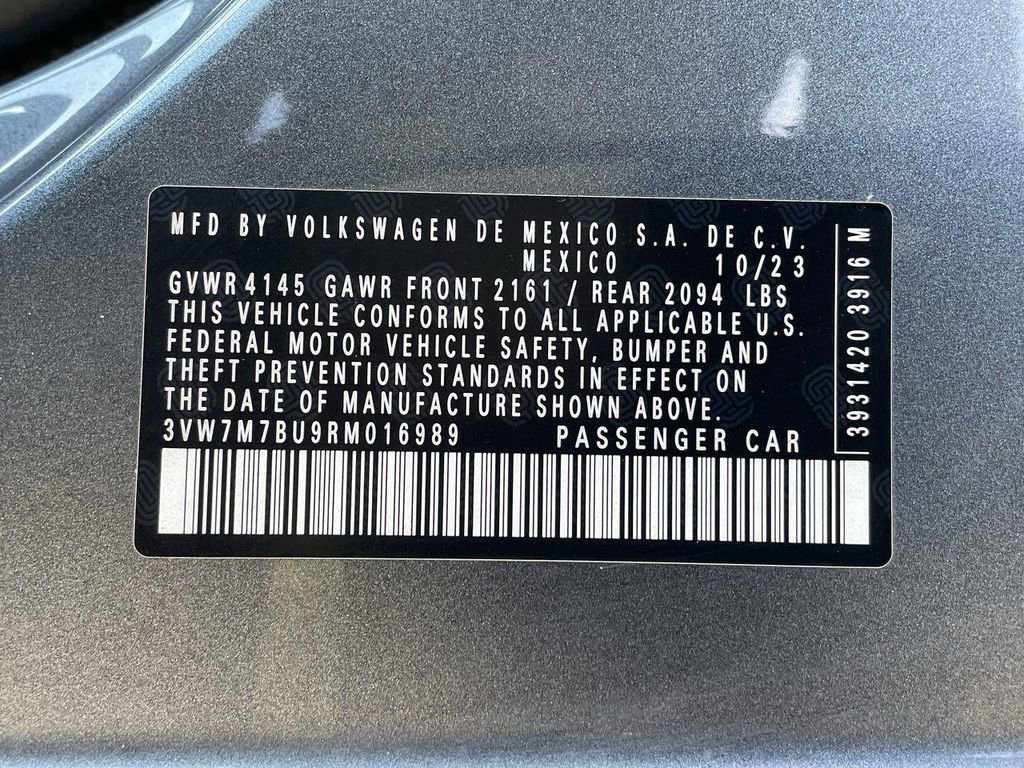 MFD BY VOLKSWAGEN DE MEXICO S.A. DE C.V.
MEXICO 10/23
GVWR 4145 GAWR FRONT 2161 / REAR 2094 LBS
THIS VEHICLE CONFORMS TO ALL APPLICABLE U.S.
FEDERAL MOTOR VEHICLE SAFETY, BUMPER AND
THEFT PREVENTION STANDARDS IN EFFECT ON
THE DATE OF MANUFACTURE SHOWN ABOVE.
3VW7M7BU9RM016989 PASSENGER CAR
3931420 3916 M